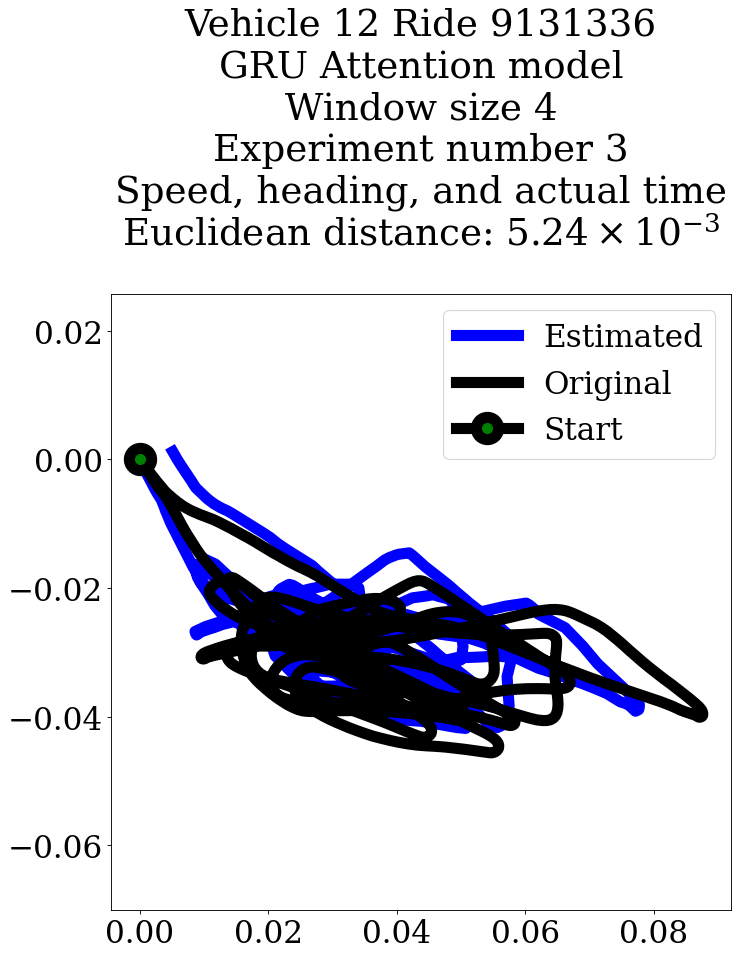 Vehicle 12 Ride 9131336
GRU Attention model
Window size 4
Experiment number 3
Speed, heading, and actual time
Euclidean distance: 5.24 × 10⁻³
Estimated
Original
Start
0.02
0.00
−0.02
−0.04
−0.06
0.00 0.02 0.04 0.06 0.08